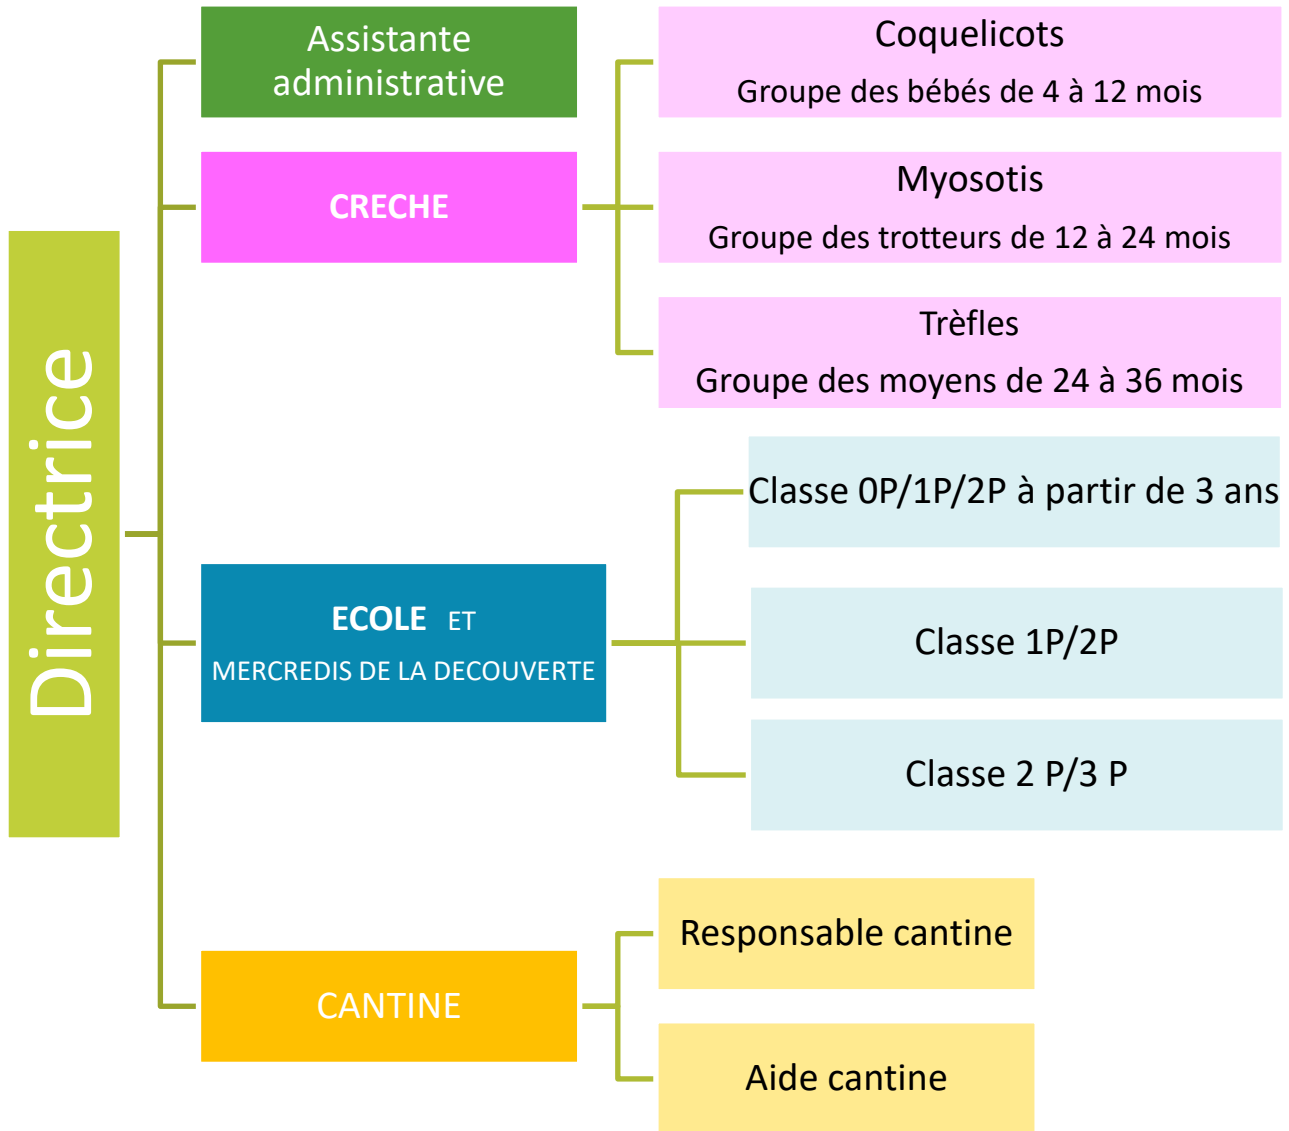 Directrice
Assistante
administrative
CRECHE
Coquelicots
Groupe des bébés de 4 à 12 mois
Myosotis
Groupe des trotteurs de 12 à 24 mois
Trèfles
Groupe des moyens de 24 à 36 mois
ECOLE ET
MERCREDIS DE LA DECOUVERTE
Classe 0P/1P/2P à partir de 3 ans
Classe 1P/2P
Classe 2 P/3 P
CANTINE
Responsable cantine
Aide cantine